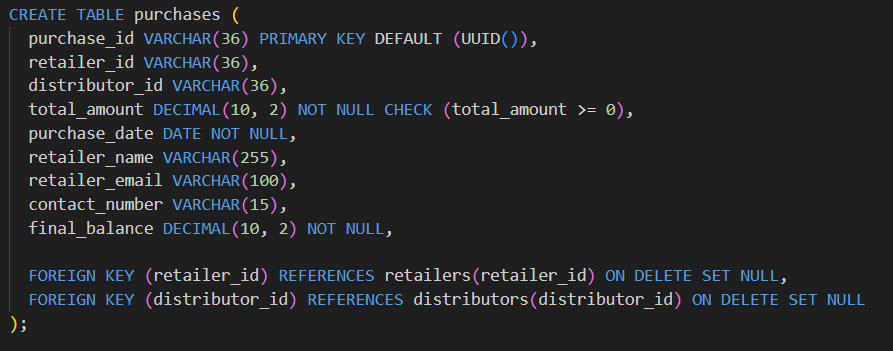 CREATE TABLE purchases (
purchase_id VARCHAR(36) PRIMARY KEY DEFAULT (UUID()),
retailer_id VARCHAR(36),
distributor_id VARCHAR(36),
total_amount DECIMAL(10, 2) NOT NULL CHECK (total_amount >= 0),
purchase_date DATE NOT NULL,
retailer_name VARCHAR(255),
retailer_email VARCHAR(100),
contact_number VARCHAR(15),
final_balance DECIMAL(10, 2) NOT NULL,
FOREIGN KEY (retailer_id) REFERENCES retailers(retailer_id) ON DELETE SET NULL,
FOREIGN KEY (distributor_id) REFERENCES distributors(distributor_id) ON DELETE SET NULL
);